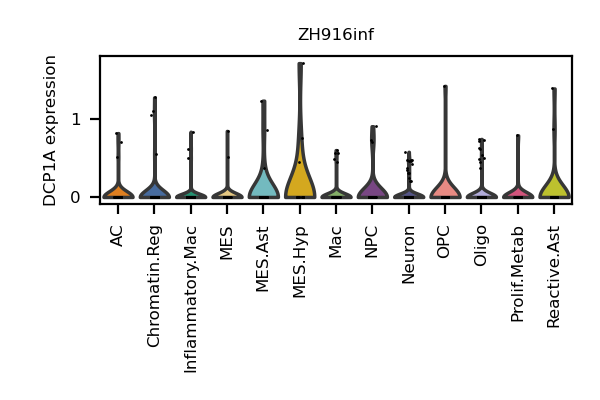 ZH916inf
DCP1A expression
1
0
AC
Chromatin.Reg
Inflammatory.Mac
MES
MES.Ast
MES.Hyp
Mac
NPC
Neuron
OPC
Oligo
Prolif.Metab
Reactive.Ast